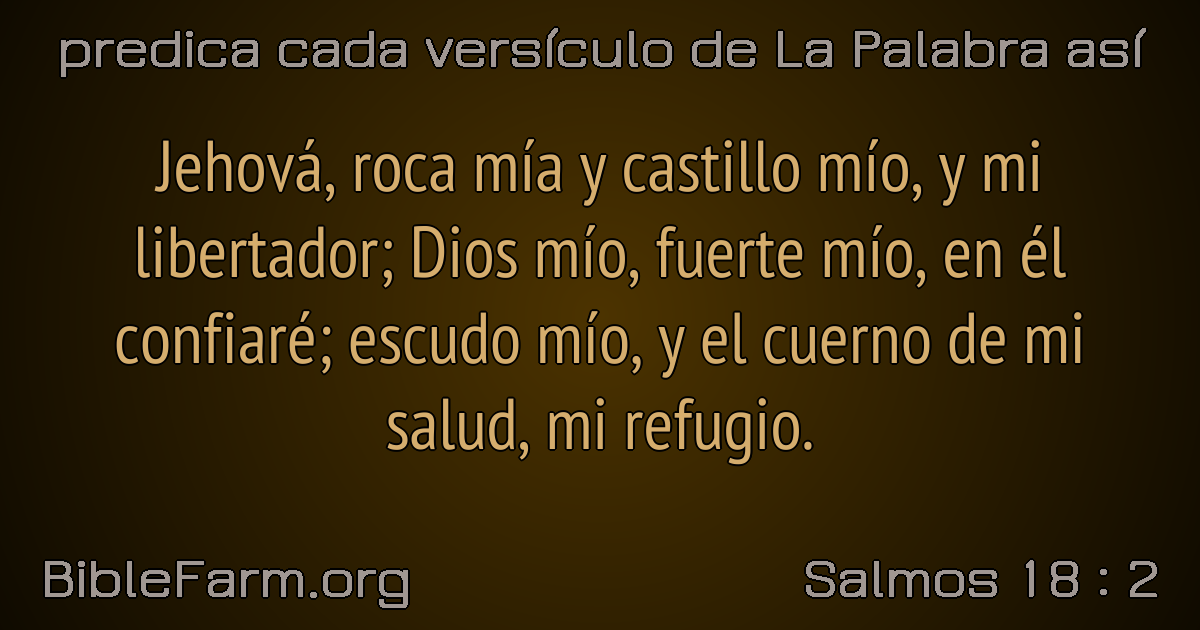 predica cada versículo de La Palabra así
Jehová, roca mía y castillo mío, y mi
libertador; Dios mío, fuerte mío, en él
confiaré; escudo mío, y el cuerno de mi
salud, mi refugio.
BibleFarm.org
Salmos 18 : 2